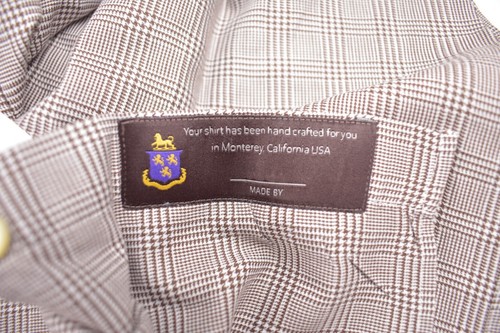 Your shirt has been hand crafted for you
in Monterey, California USA
MADE BY